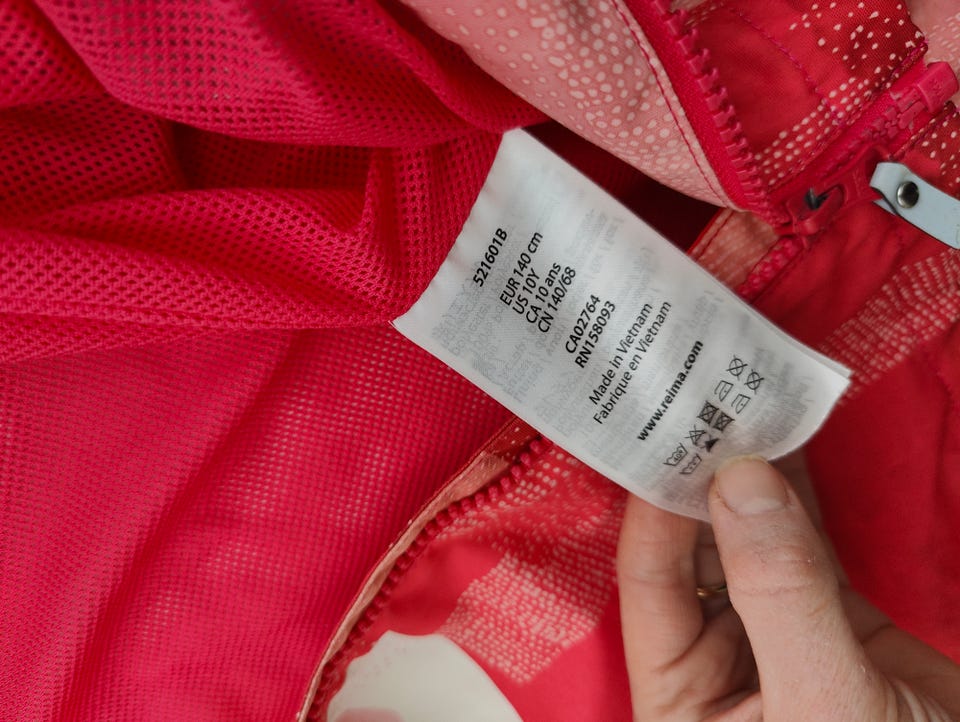 521601B
EUR 140 cm
US 10Y
CA 10 ans
CN 140/68
CA02764
RN158093
Made in Vietnam
Fabrique en Vietnam
www.reima.com